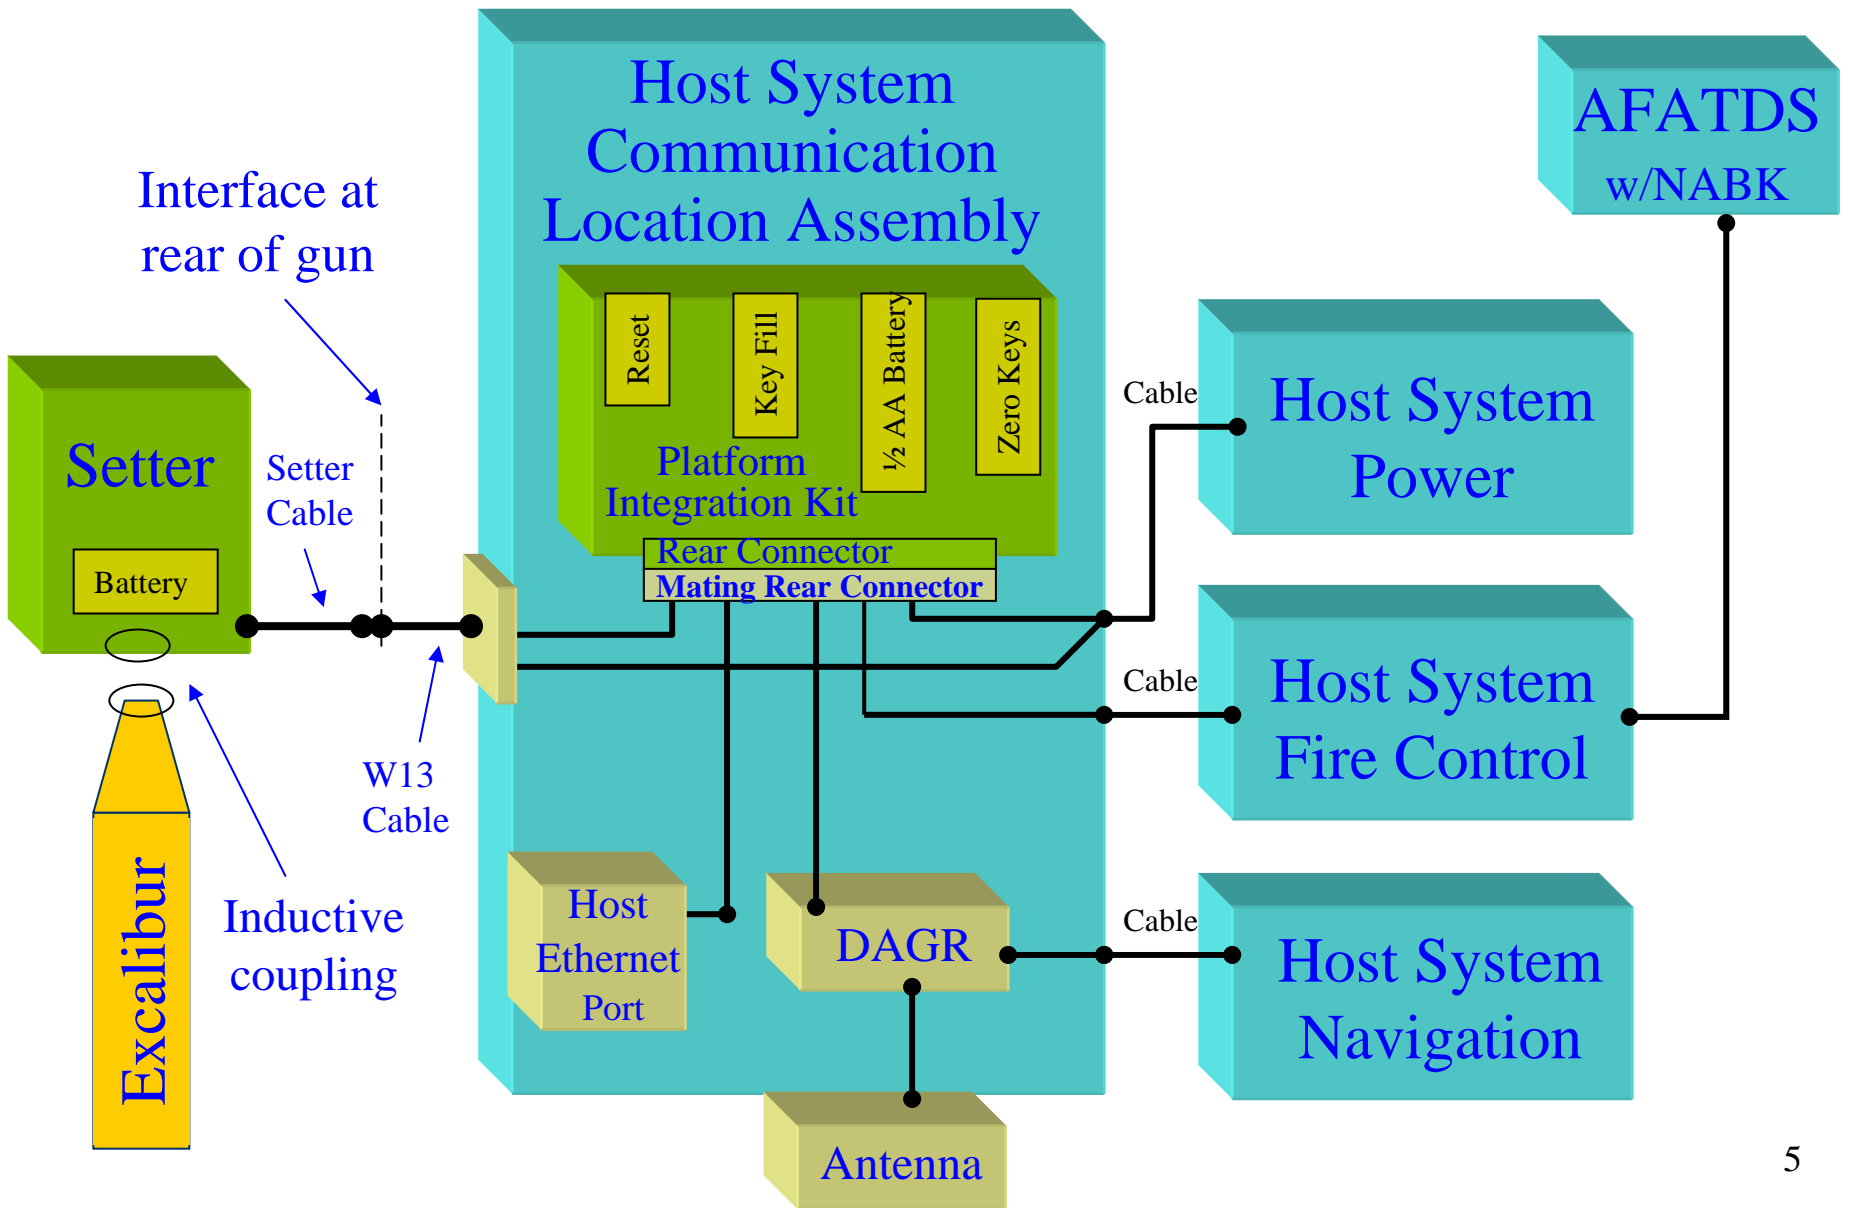 Host System
Communication
Location Assembly
AFATDS
w/NABK
Interface at
rear of gun
Reset
Key Fill
½ AA Battery
Zero Keys
Platform
Integration Kit
Rear Connector
Mating Rear Connector
Setter
Battery
Setter
Cable
W13
Cable
Inductive
coupling
Excalibur
Cable
Host System
Power
Cable
Host System
Fire Control
Cable
Host System
Navigation
Host
Ethernet
Port
DAGR
Antenna
5